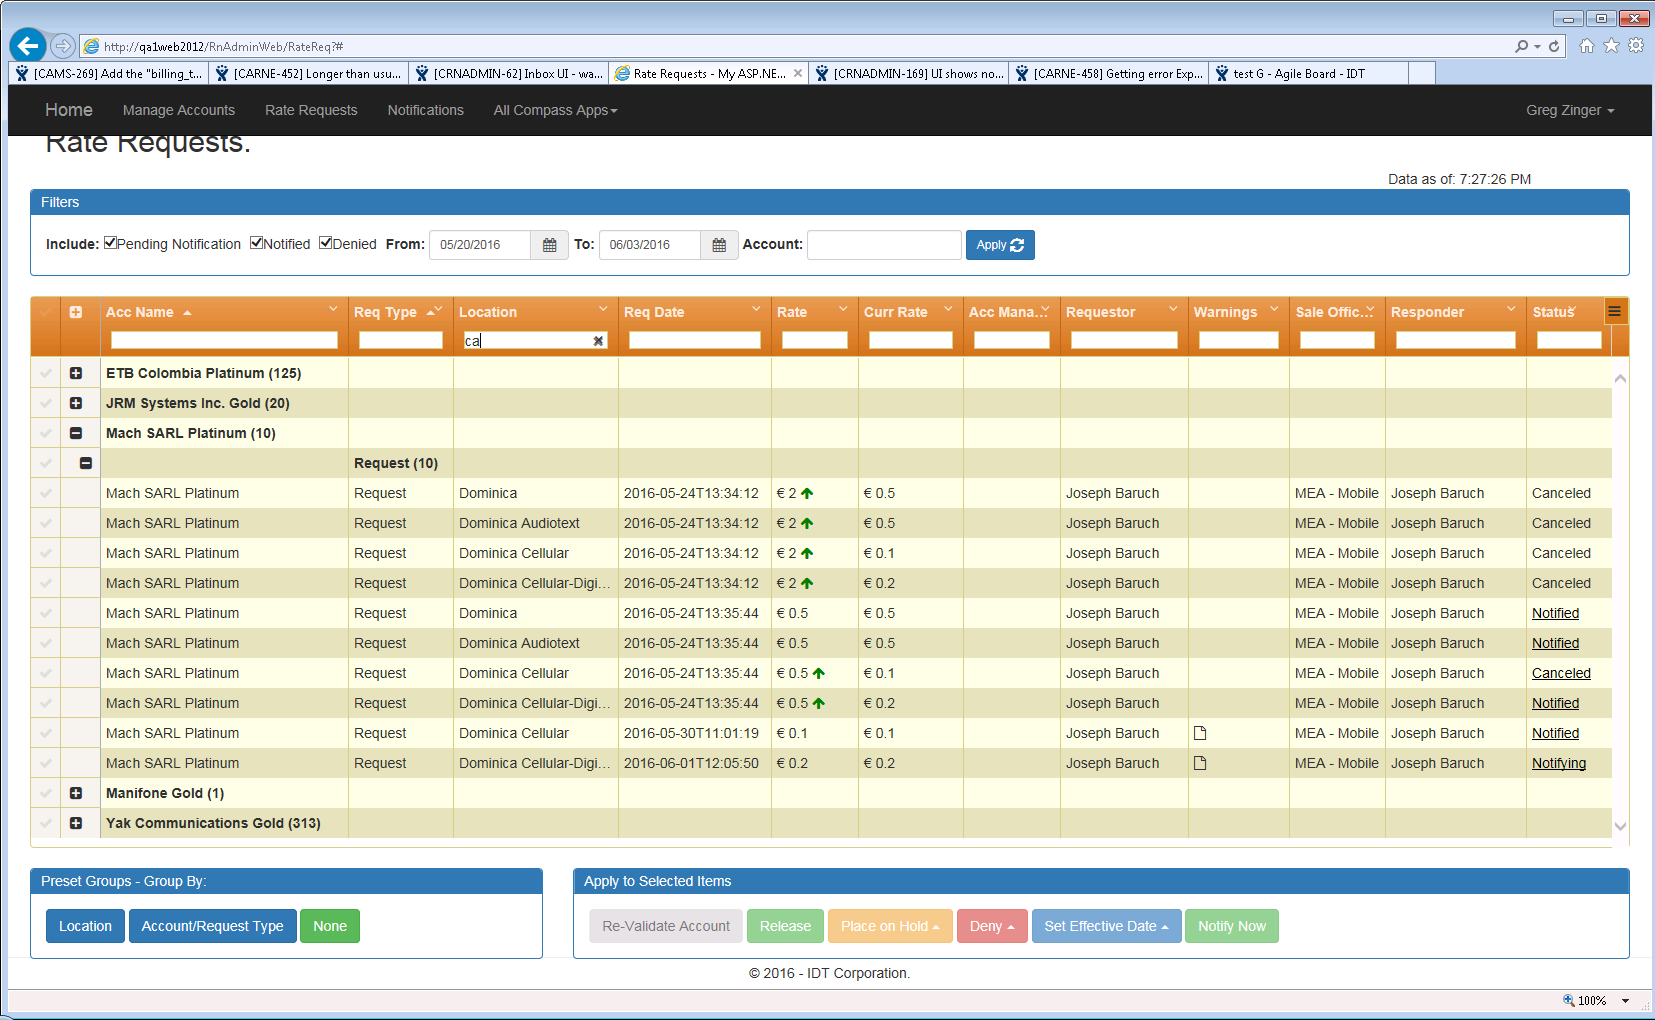 http://qa1web2012/RnAdminWeb/RateReq?#
[CAMS-269] Add the "billing_t... [CARNE-452] Longer than usu... [CRNADMIN-62] Inbox UI - wa... Rate Requests - My ASP.NE... [CRNADMIN-169] UI shows no... [CARNE-458] Getting error Exp... test G - Agile Board - IDT
Home Manage Accounts Rate Requests Notifications All Compass Apps Greg Zinger
Rate Requests.
Data as of: 7:27:26 PM
Filters
Include: Pending Notification Notified Denied From: 05/20/2016 To: 06/03/2016 Account: Apply
Acc Name Req Type Location Req Date Rate Curr Rate Acc Mana... Requestor Warnings Sale Offic... Responder Status
ca
ETB Colombia Platinum (125)
JRM Systems Inc. Gold (20)
Mach SARL Platinum (10)
Request (10)
Mach SARL Platinum Request Dominica 2016-05-24T13:34:12 € 2 € 0.5 Joseph Baruch MEA - Mobile Joseph Baruch Canceled
Mach SARL Platinum Request Dominica Audiotext 2016-05-24T13:34:12 € 2 € 0.5 Joseph Baruch MEA - Mobile Joseph Baruch Canceled
Mach SARL Platinum Request Dominica Cellular 2016-05-24T13:34:12 € 2 € 0.1 Joseph Baruch MEA - Mobile Joseph Baruch Canceled
Mach SARL Platinum Request Dominica Cellular-Digi... 2016-05-24T13:34:12 € 2 € 0.2 Joseph Baruch MEA - Mobile Joseph Baruch Canceled
Mach SARL Platinum Request Dominica 2016-05-24T13:35:44 € 0.5 € 0.5 Joseph Baruch MEA - Mobile Joseph Baruch Notified
Mach SARL Platinum Request Dominica Audiotext 2016-05-24T13:35:44 € 0.5 € 0.5 Joseph Baruch MEA - Mobile Joseph Baruch Notified
Mach SARL Platinum Request Dominica Cellular 2016-05-24T13:35:44 € 0.5 € 0.1 Joseph Baruch MEA - Mobile Joseph Baruch Canceled
Mach SARL Platinum Request Dominica Cellular-Digi... 2016-05-24T13:35:44 € 0.5 € 0.2 Joseph Baruch MEA - Mobile Joseph Baruch Notified
Mach SARL Platinum Request Dominica Cellular 2016-05-30T11:01:19 € 0.1 € 0.1 Joseph Baruch MEA - Mobile Joseph Baruch Notified
Mach SARL Platinum Request Dominica Cellular-Digi... 2016-06-01T12:05:50 € 0.2 € 0.2 Joseph Baruch MEA - Mobile Joseph Baruch Notifying
Manifone Gold (1)
Yak Communications Gold (313)
Preset Groups - Group By: Apply to Selected Items
Location Account/Request Type None Re-Validate Account Release Place on Hold Deny Set Effective Date Notify Now
© 2016 - IDT Corporation.
100%